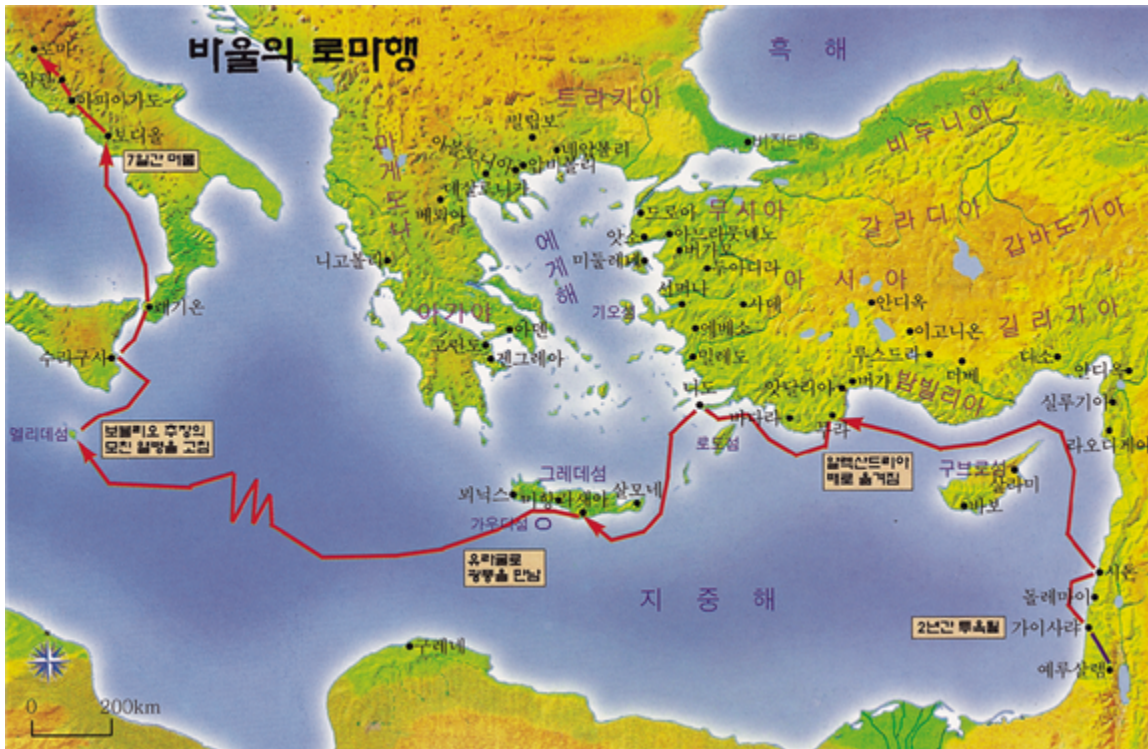 바울의 로마행
흑 해
로마
압비아가도
보디올
7일간 머뭄
레기온
수라구사
멜리데섬
보블리오 추장의
모친 열병을 고침
마게도냐
트라키아
빌립보
네압볼리
아볼로니아
암비볼리
데살로니가
베뢰아
니고볼리
아가야
아덴
고린도
겐그레아
에게해
비잔티움
비두니아
드로아
무시아
앗소
아드라뭇데노
버가모
미둘레네
두아디라
서머나
사데
기오섬
에베소
밀레도
갈라디아
갑바도기아
아 시 아
안디옥
이고니온
길리기아
루스드라
더베
다소
안디옥
니도
앗달리아
버가
밤빌리아
바다라
무라
로도섬
실루기아
라오디게아
알렉산드리아
배로 옮겨짐
구브로섬
살라미
바보
그레데섬
뵈닉스
미항
라새아
살모네
가우다섬
유라굴로
광풍을 만남
지 중 해
시돈
돌레마이
2년간 투옥됨
가이사랴
예루살렘
구레네
0 200km